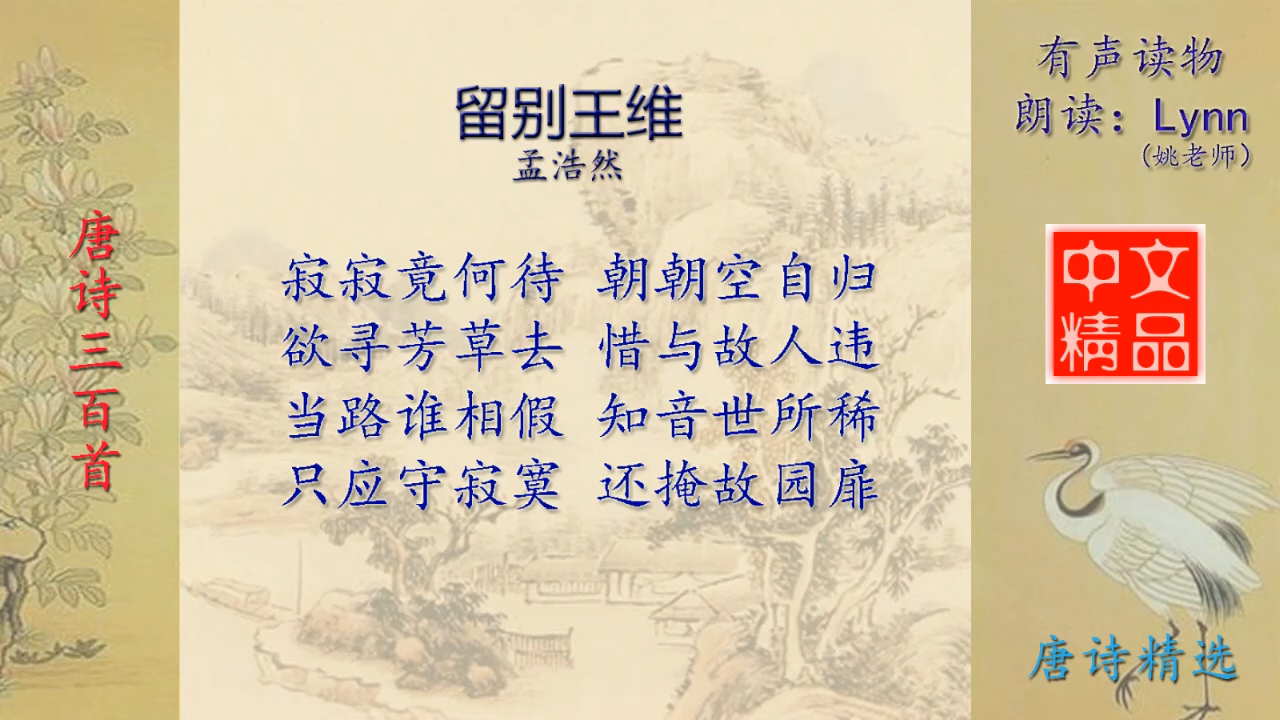 留别王维
孟浩然
寂寂竟何待 朝朝空自归
欲寻芳草去 惜与故人违
当路谁相假 知音世所稀
只应守寂寞 还掩故园扉
唐诗三百首
有声读物
朗读：Lynn
（姚老师）
中文
精品
唐诗精选